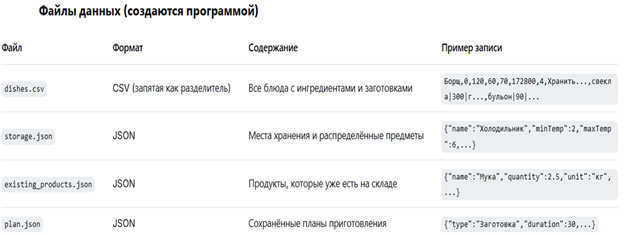 Файлы данных (создаются программой)
Файл Формат Содержание Пример записи
dishes.csv CSV (запятая как разделитель) Все блюда с ингредиентами и заготовками Борщ,0,120,60,70,172800,4,Хранить...,свекл
а|300|г...,бульон|90|...
storage.json JSON Места хранения и распределённые предметы {"name":"Холодильник","minTemp":2,"maxTemp
":6,...}
existing_products.json JSON Продукты, которые уже есть на складе {"name":"Мука","quantity":2.5,"unit":"кг",
...}
plan.json JSON Сохранённые планы приготовления {"type":"Заготовка","duration":30,...}